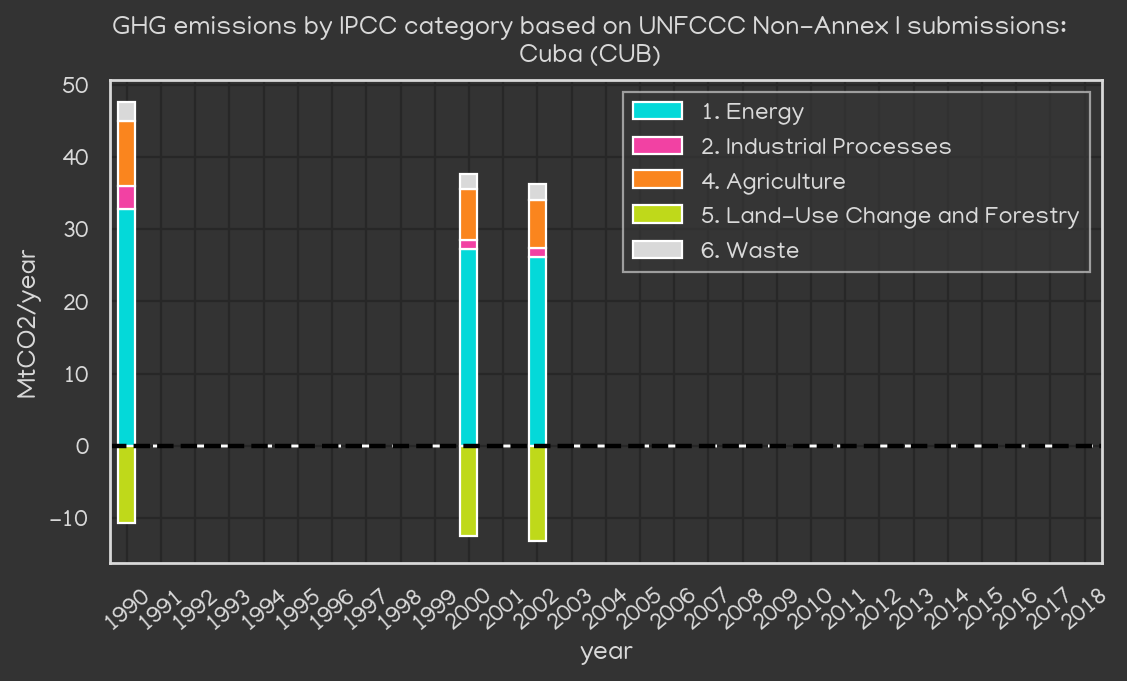 GHG emissions by IPCC category based on UNFCCC Non-Annex I submissions:
Cuba (CUB)
50
40
30
20
10
0
-10
MtCO2/year
1. Energy
2. Industrial Processes
4. Agriculture
5. Land-Use Change and Forestry
6. Waste
1990 1991 1992 1993 1994 1995 1996 1997 1998 1999 2000 2001 2002 2003 2004 2005 2006 2007 2008 2009 2010 2011 2012 2013 2014 2015 2016 2017 2018
year